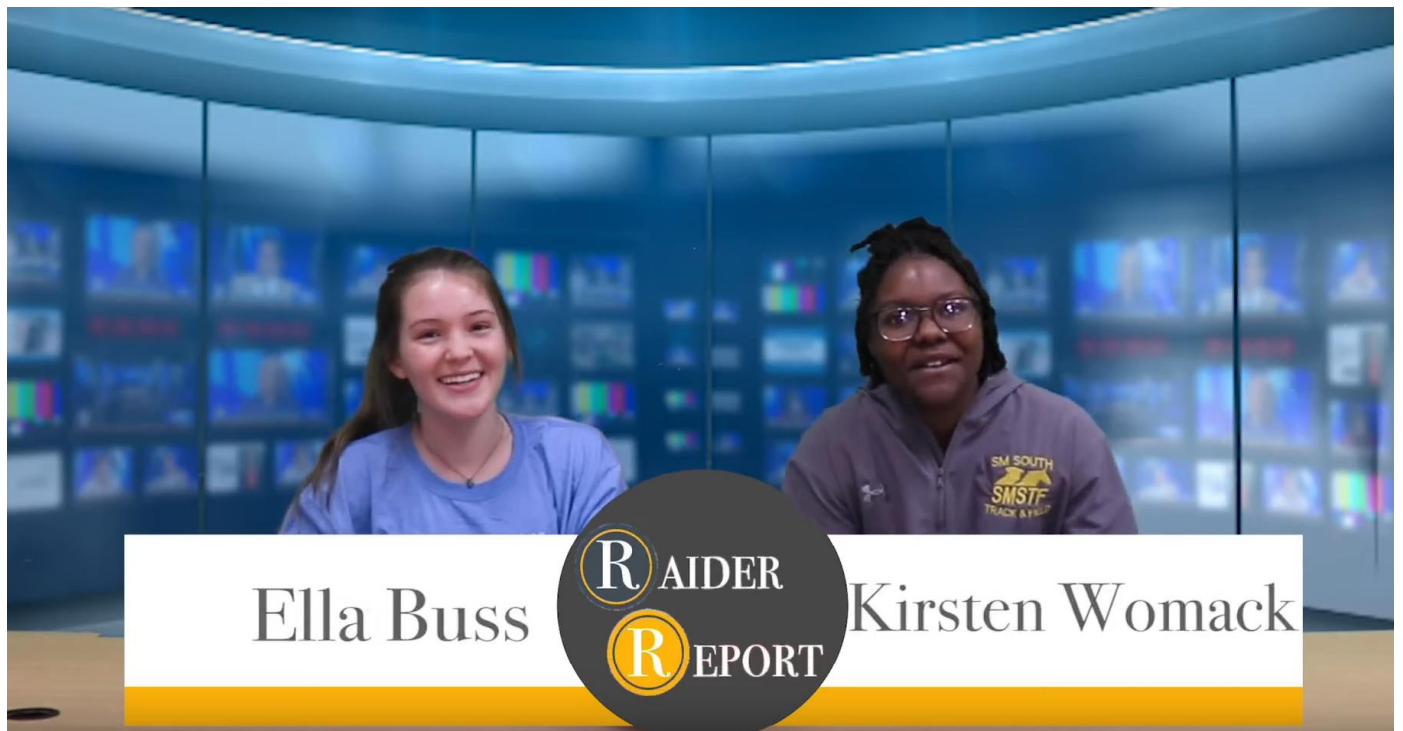 SM SOUTH
SMSTF
TRACK & FIELD
Ella Buss
RAIDER
REPORT
Kirsten Womack